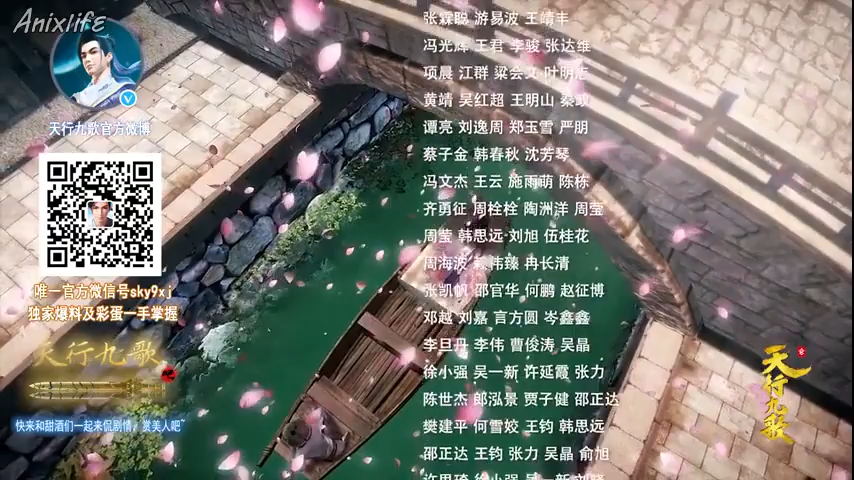 Anixlife
天行九歌官方微博
唯一官方微信号sky9xj
独家爆料及彩蛋一手掌握
天行九歌
快来和甜酒们一起来侃剧情，赏美人吧~
张霖聪 游易波 王靖丰
冯光辉 王君 李骏 张达维
项晨 江群 粱会文 叶明志
黄靖 吴红超 王明山 秦政
谭亮 刘逸周 郑玉雪 严朋
蔡子金 韩春秋 沈芳琴
冯文杰 王云 施雨萌 陈栋
齐勇征 周栓栓 陶洲洋 周莹
周莹 韩思远 刘旭 伍桂花
周海波 臻 冉长清
张凯帆 邵官华 何鹏 赵征博
邓越 刘嘉 言方圆 岑鑫鑫
李旦丹 李伟 曹俊涛 吴晶
徐小强 吴一新 许延霞 张力
陈世杰 郎泓景 贾子健 邵正达
樊建平 何雪姣 王钧 韩思远
邵正达 王钧 张力 吴晶 俞旭
天行九歌